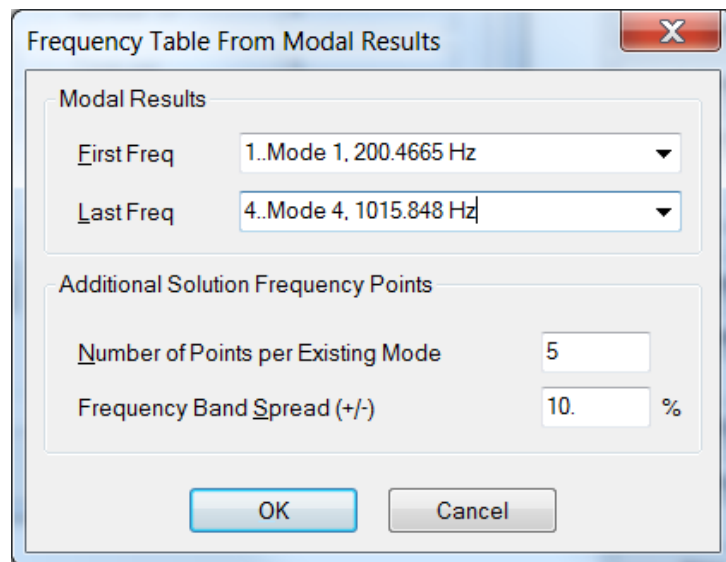 Frequency Table From Modal Results
Modal Results
First Freq 1..Mode 1, 200.4665 Hz
Last Freq 4..Mode 4, 1015.848 Hz
Additional Solution Frequency Points
Number of Points per Existing Mode 5
Frequency Band Spread (+/-) 10. %
OK Cancel